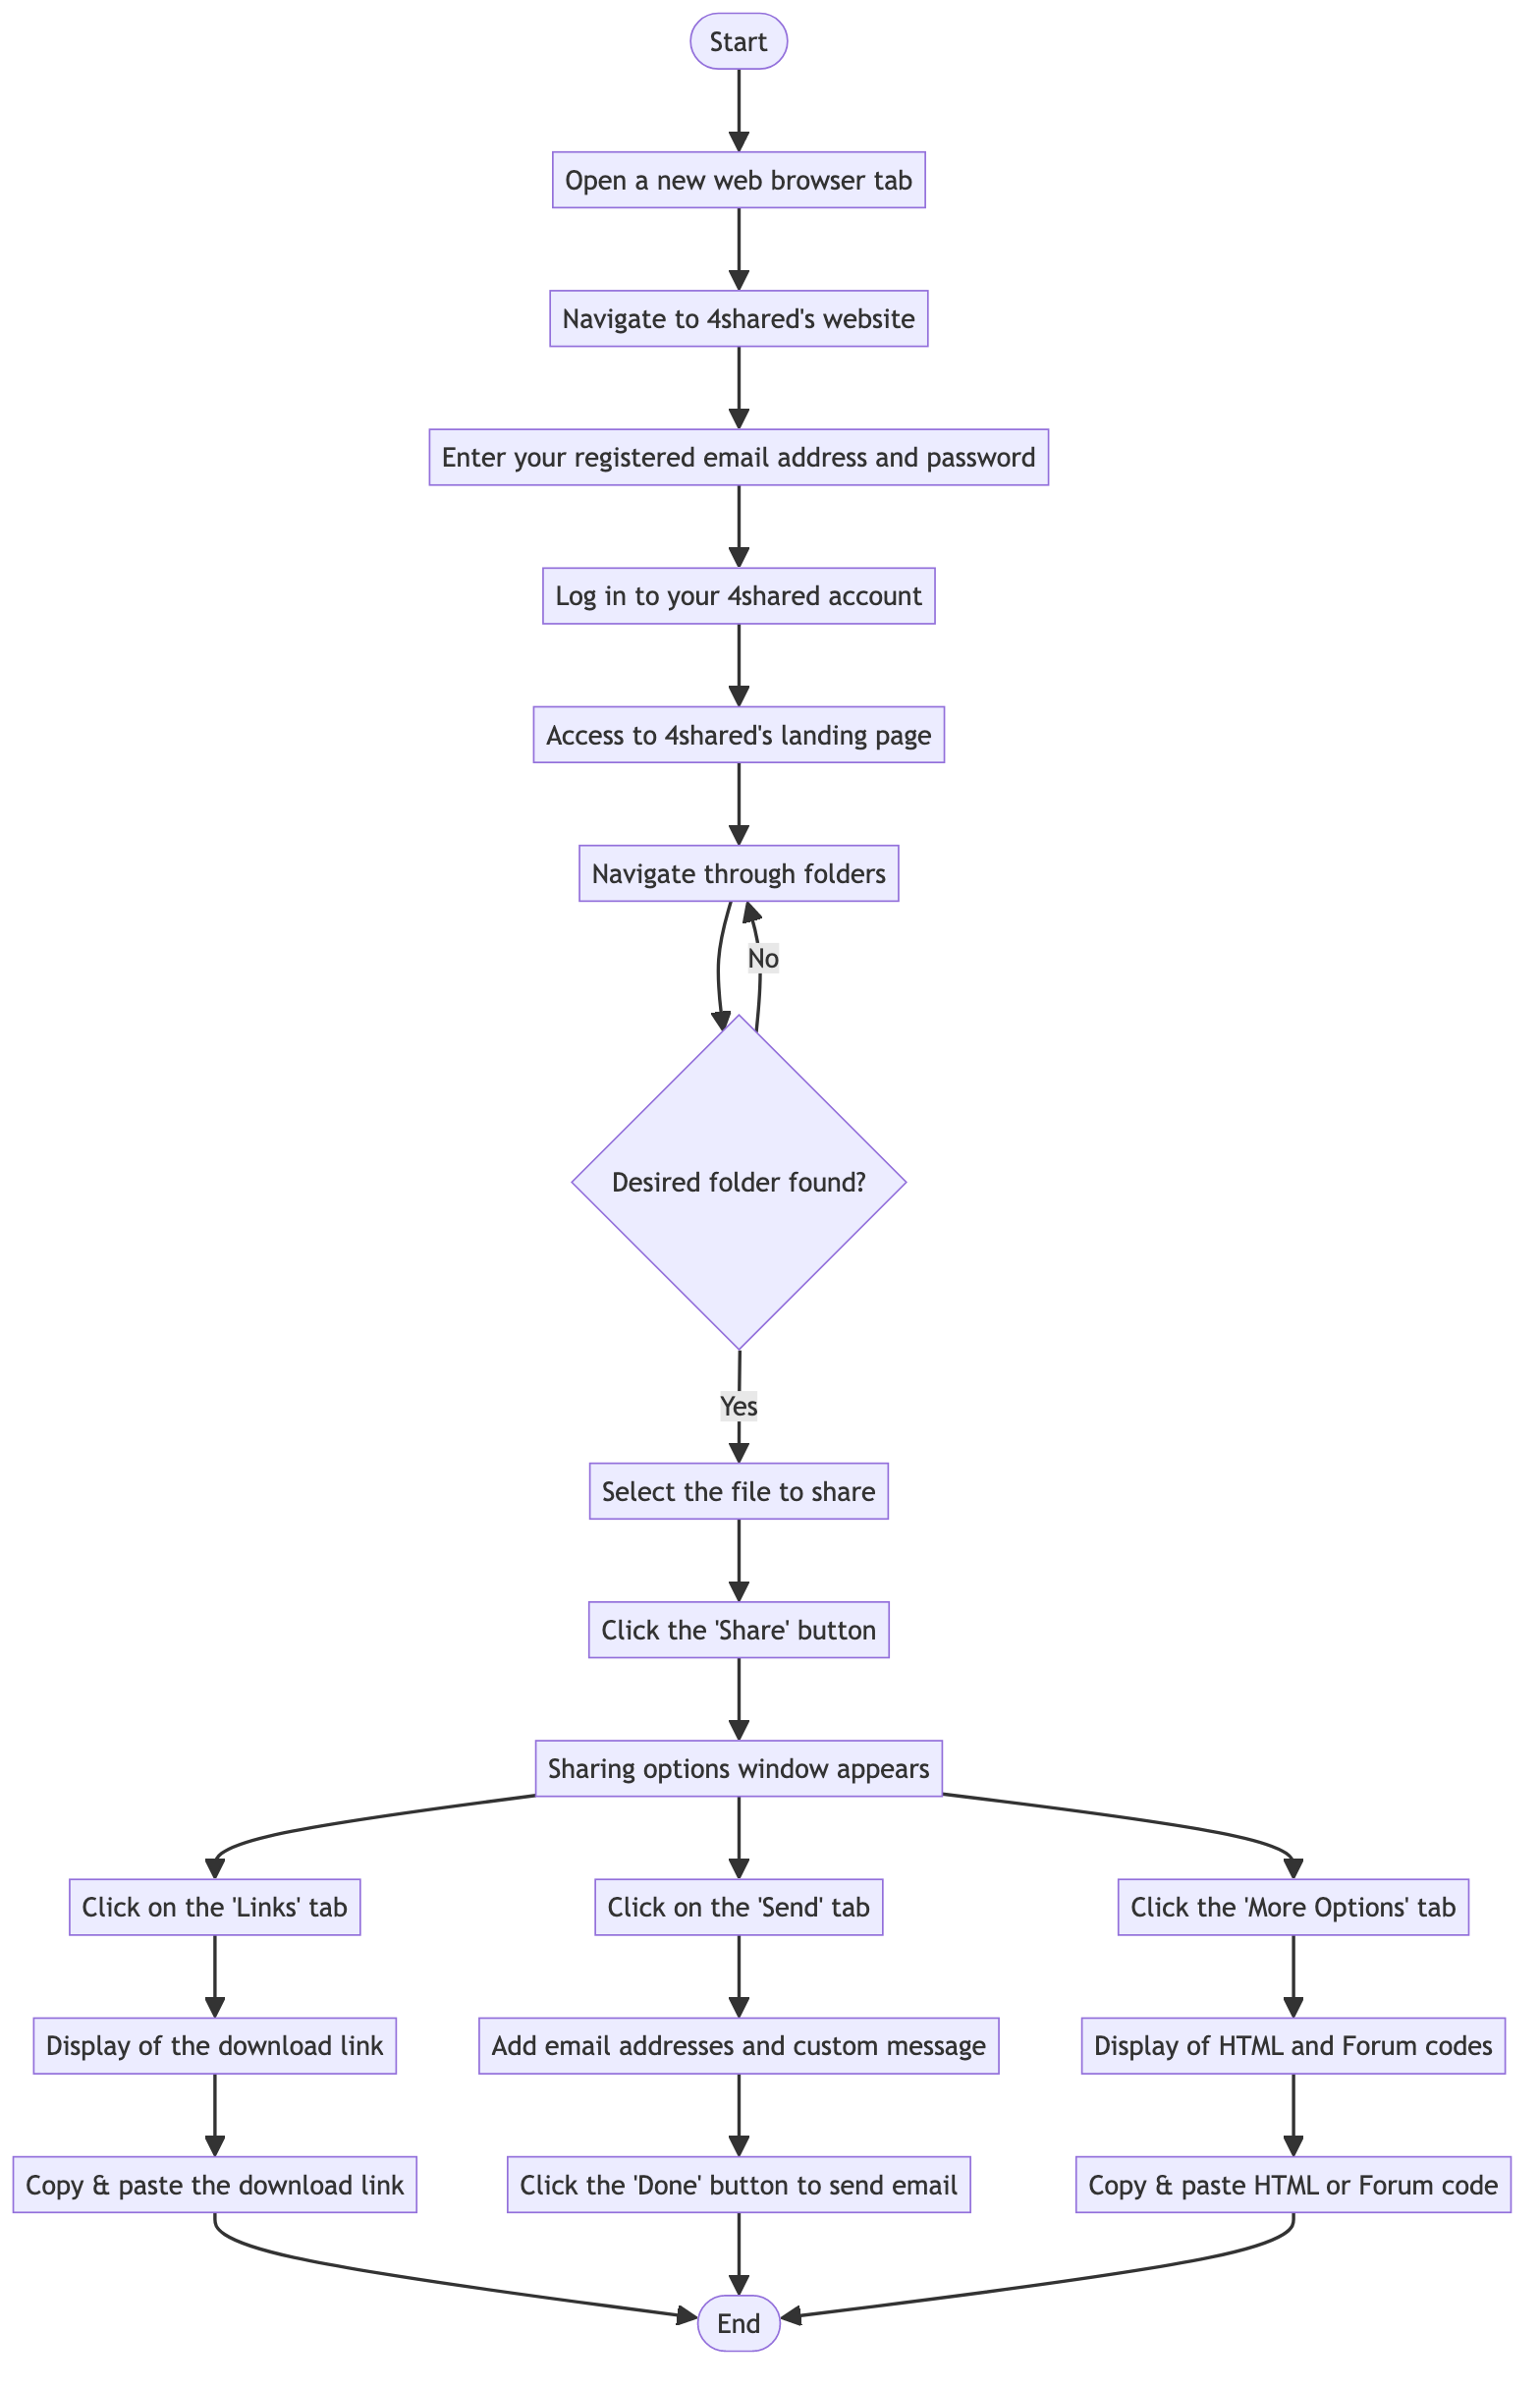 Start
Open a new web browser tab
Navigate to 4shared's website
Enter your registered email address and password
Log in to your 4shared account
Access to 4shared's landing page
Navigate through folders
No
Desired folder found?
Yes
Select the file to share
Click the 'Share' button
Sharing options window appears
Click on the 'Links' tab
Click on the 'Send' tab
Click the 'More Options' tab
Display of the download link
Add email addresses and custom message
Display of HTML and Forum codes
Copy & paste the download link
Click the 'Done' button to send email
Copy & paste HTML or Forum code
End